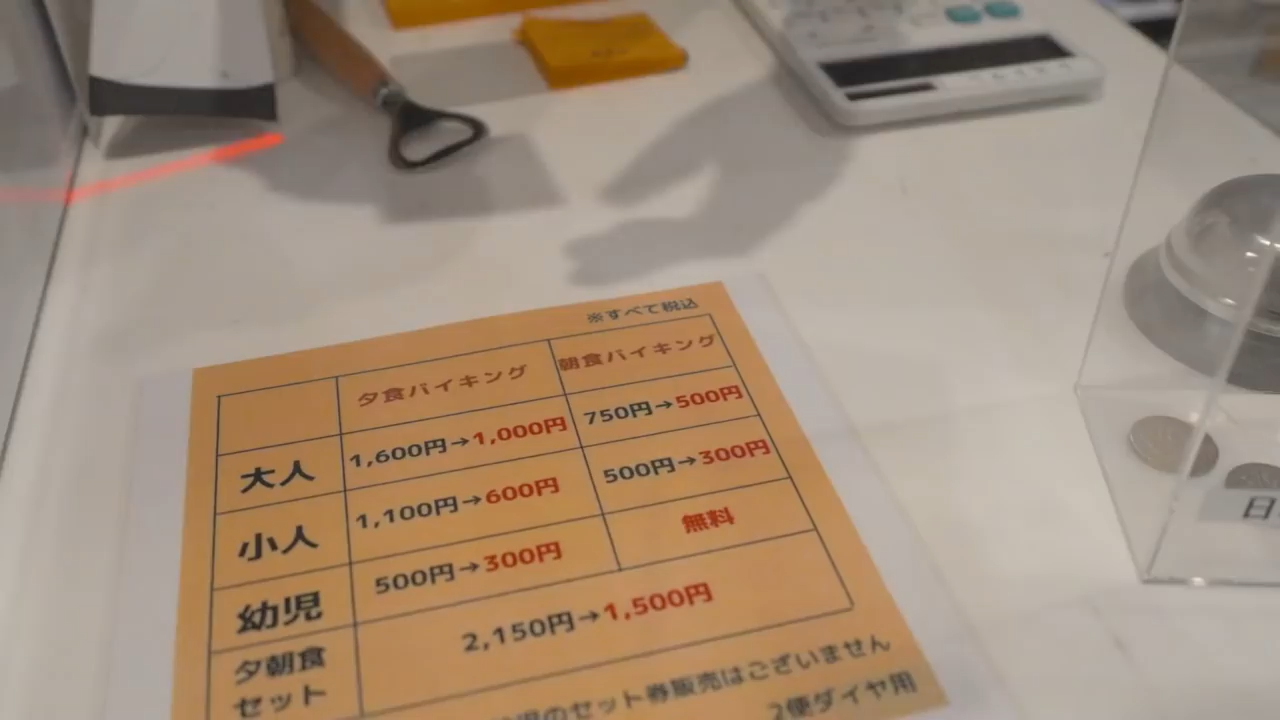 ※すべて税込
夕食バイキング 朝食バイキング
大人 1,600円→1,000円 750円→500円
小人 1,100円→600円 500円→300円
幼児 500円→300円 無料
夕朝食
セット 2,150円→1,500円
児のセット券販売はございません
2便ダイヤ用
日